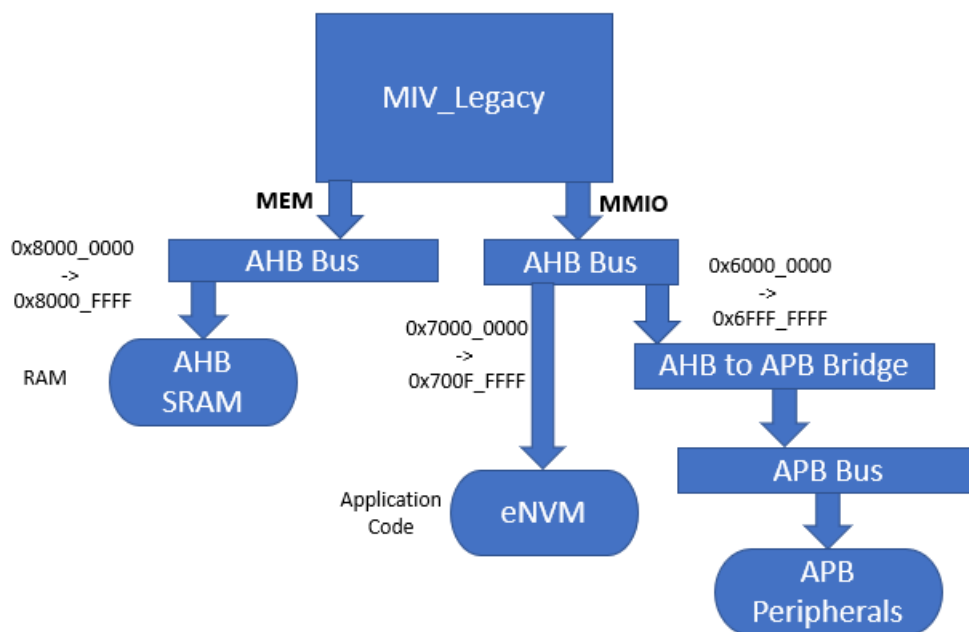 MIV_Legacy
MEM
MMIO
0x8000_0000
->
0x8000_FFFF
AHB Bus
AHB Bus
0x6000_0000
->
0x6FFF_FFFF
0x7000_0000
->
0x700F_FFFF
RAM
AHB
SRAM
AHB to APB Bridge
APB Bus
Application
Code
eNVM
APB
Peripherals